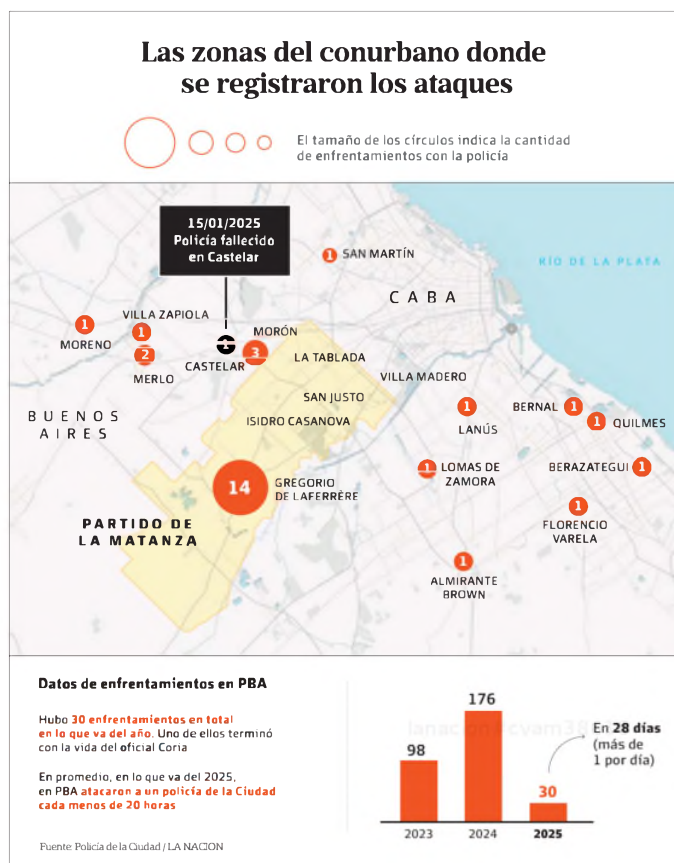 Las zonas del conurbano donde
se registraron los ataques
El tamaño de los círculos indica la cantidad
de enfrentamientos con la policía
15/01/2025
Policía fallecido
en Castelar
1 SAN MARTÍN
RÍO DE LA PLATA
CABA
VILLA ZAPIOLA
1
1
MORENO
2
MERLO
MORÓN
3
1
CASTELAR
LA TABLADA
VILLA MADERO
SAN JUSTO
ISIDRO CASANOVA
BUENOS
AIRES
1
LANÚS
BERNAL 1
1 QUILMES
1 LOMAS DE
ZAMORA
BERAZATEGUI 1
14
GREGORIO
DE LAFERRÈRE
1
FLORENCIO
VARELA
PARTIDO DE
LA MATANZA
1
ALMIRANTE
BROWN
Datos de enfrentamientos en PBA
Hubo 30 enfrentamientos en total
en lo que va del año. Uno de ellos terminó
con la vida del oficial Coria
En promedio, en lo que va del 2025,
en PBA atacaron a un policía de la Ciudad
cada menos de 20 horas
98
176
30
En 28 días
(más de
1 por día)
2023
2024
2025
Fuente: Policía de la Ciudad / LA NACION